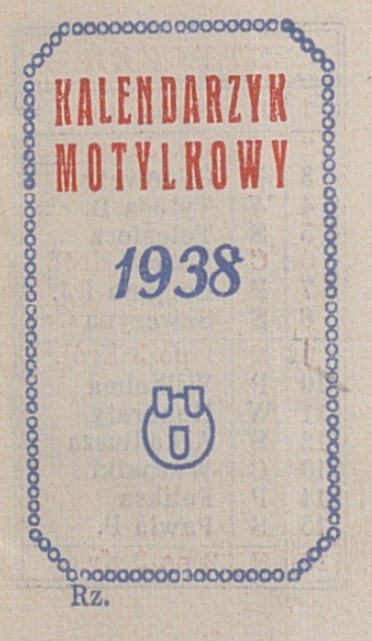 KALENDARZYK
MOTYLKOWY
1938
Rz.